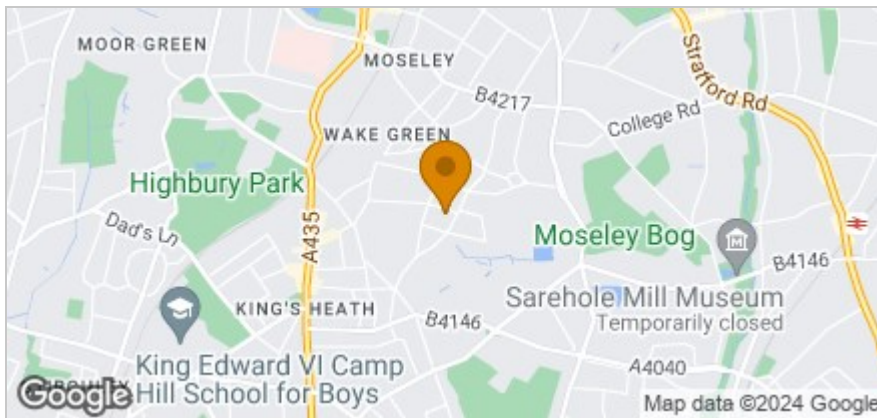 MOOR GREEN
MOSELEY
Strafford Rd
B4217
College Rd
WAKE GREEN
Highbury Park
A435
Dad's Ln
Moseley Bog
B4146
Sarehole Mill Museum
Temporarily closed
KING'S HEATH
B4146
A4040
King Edward VI Camp
Hill School for Boys
Google
Map data ©2024 Google